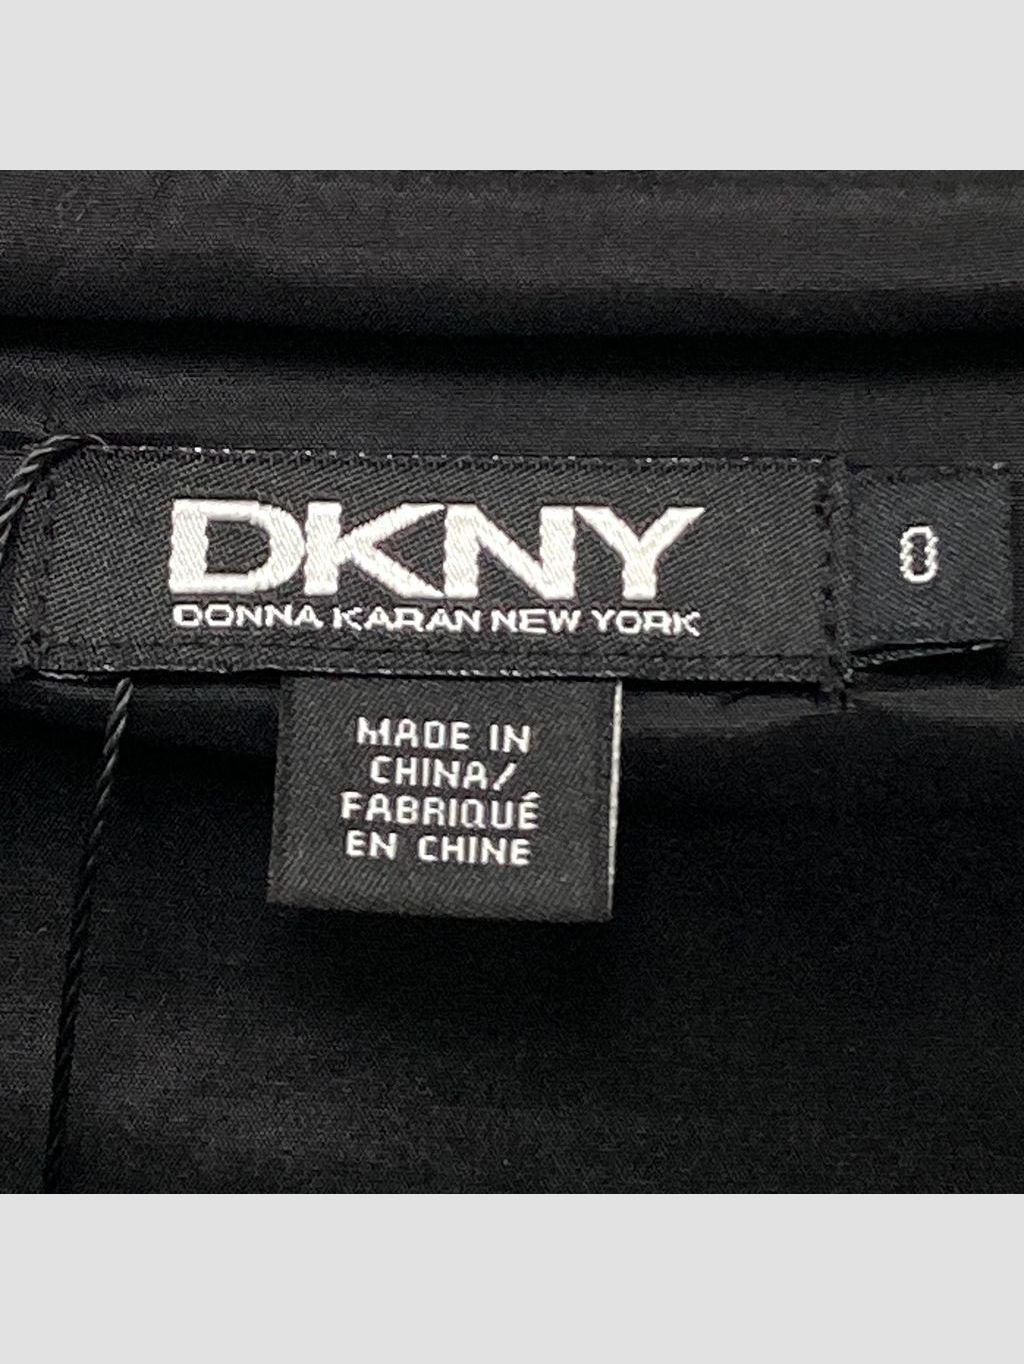 DKNY
DONNA KARAN NEW YORK
0
MADE IN
CHINA/
FABRIQUÉ
EN CHINE